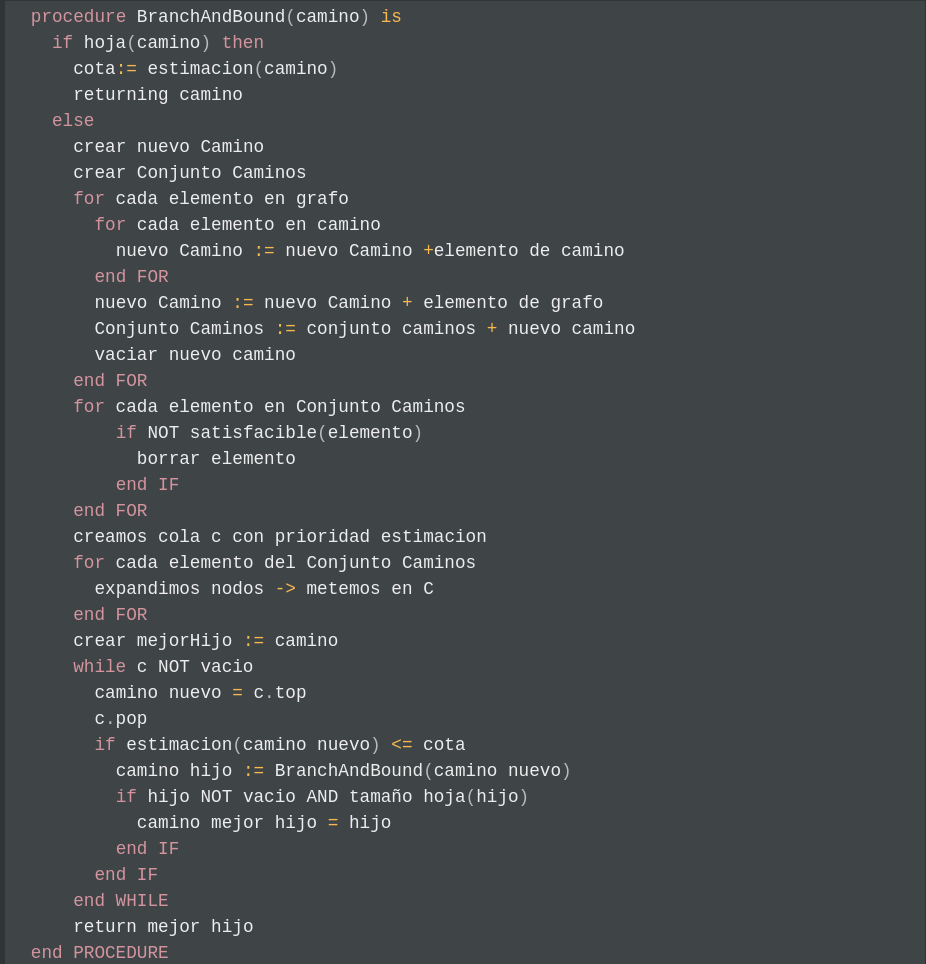 procedure BranchAndBound(camino) is
if hoja(camino) then
cota:= estimacion(camino)
returning camino
else
crear nuevo Camino
crear Conjunto Caminos
for cada elemento en grafo
for cada elemento en camino
nuevo Camino := nuevo Camino +elemento de camino
end FOR
nuevo Camino := nuevo Camino + elemento de grafo
Conjunto Caminos := conjunto caminos + nuevo camino
vaciar nuevo camino
end FOR
for cada elemento en Conjunto Caminos
if NOT satisfacible(elemento)
borrar elemento
end IF
end FOR
creamos cola c con prioridad estimacion
for cada elemento del Conjunto Caminos
expandimos nodos -> metemos en C
end FOR
crear mejorHijo := camino
while c NOT vacio
camino nuevo = c.top
c.pop
if estimacion(camino nuevo) <= cota
camino hijo := BranchAndBound(camino nuevo)
if hijo NOT vacio AND tamaño hoja(hijo)
camino mejor hijo = hijo
end IF
end IF
end WHILE
return mejor hijo
end PROCEDURE